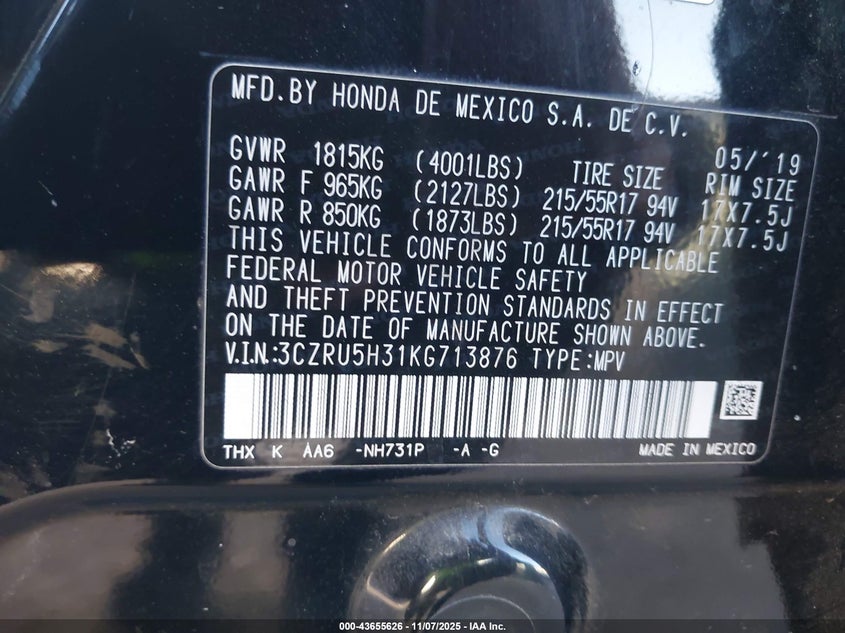 MFD.BY HONDA DE MEXICO S.A. DE C.V.
05/'19
GVWR 1815KG (4001LBS) TIRE SIZE RIM SIZE
GAWR F 965KG (2127LBS) 215/55R17 94V 17X7.5J
GAWR R 850KG (1873LBS) 215/55R17 94V 17X7.5J
THIS VEHICLE CONFORMS TO ALL APPLICABLE
FEDERAL MOTOR VEHICLE SAFETY
AND THEFT PREVENTION STANDARDS IN EFFECT
ON THE DATE OF MANUFACTURE SHOWN ABOVE.
V.I.N.:3CZRU5H31KG713876 TYPE:MPV
THX K AA6 -NH731P -A -G MADE IN MEXICO
000-43655626 - 11/07/2025 - IAA Inc.